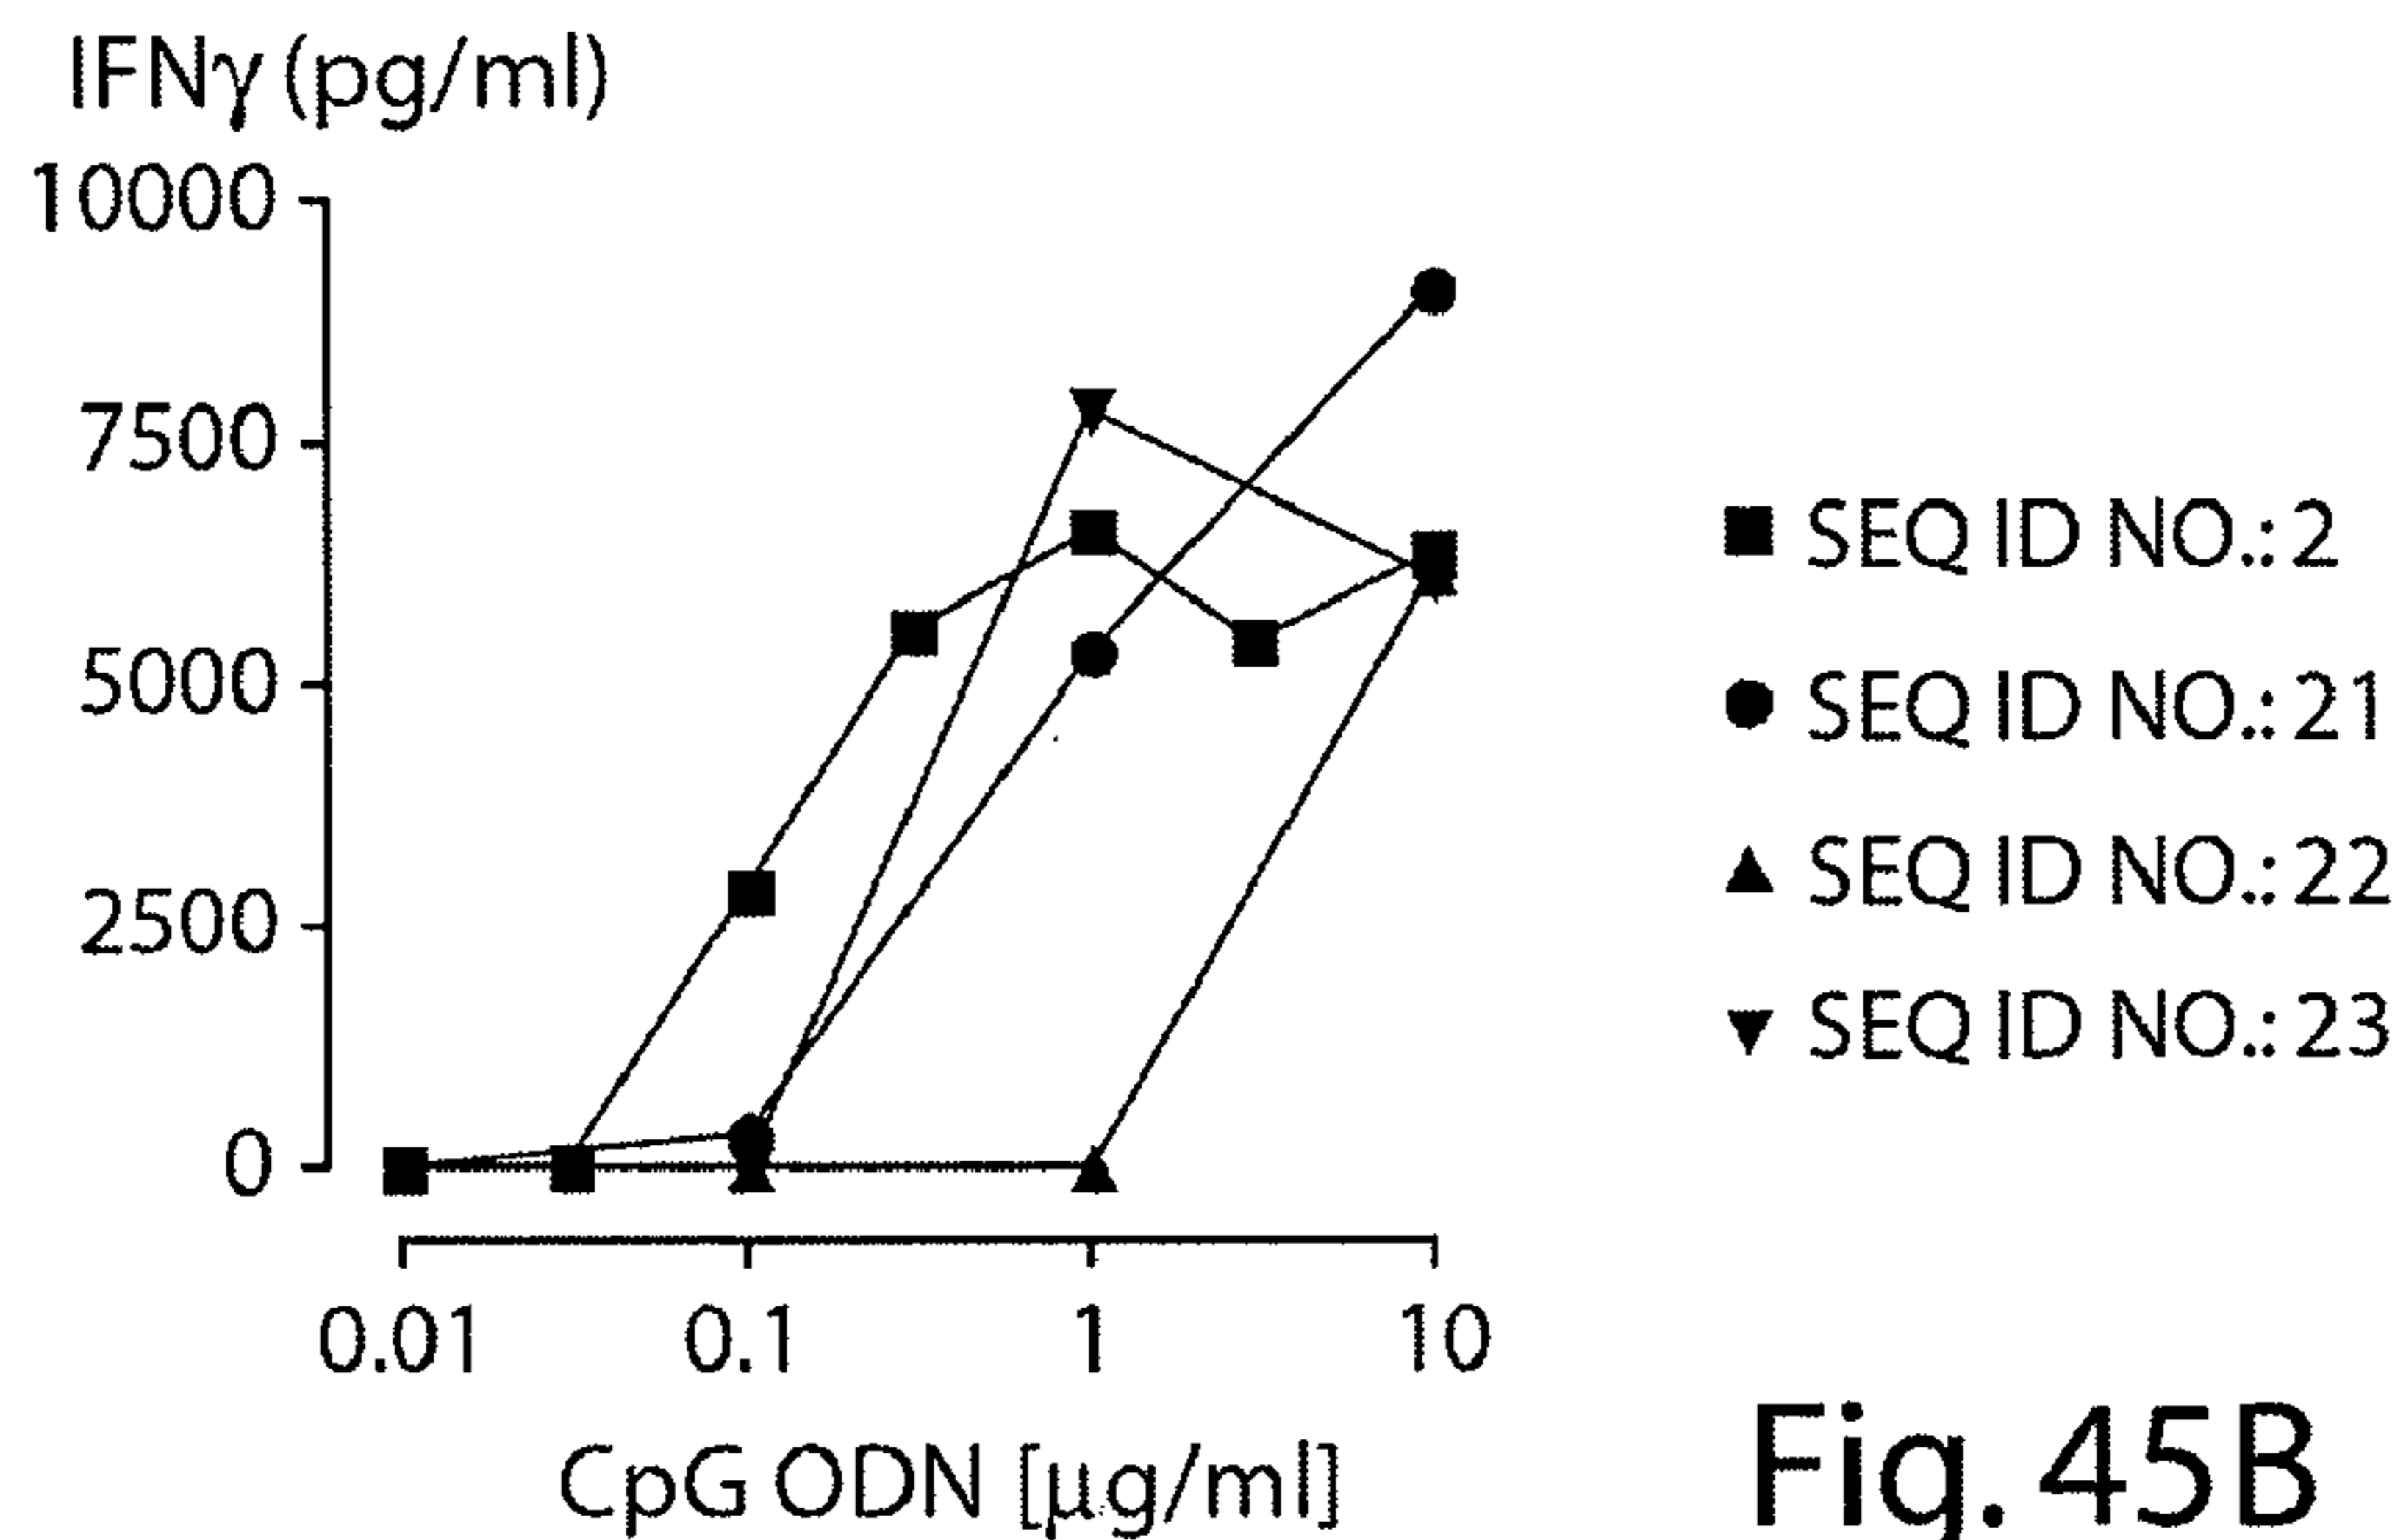 IFNγ (pg/ml)
10000
7500
5000
2500
0
0.01 0.1 1 10
CpG ODN [µg/ml]
SEQ ID NO.: 2
SEQ ID NO.: 21
SEQ ID NO.: 22
SEQ ID NO.: 23
Fig. 45B